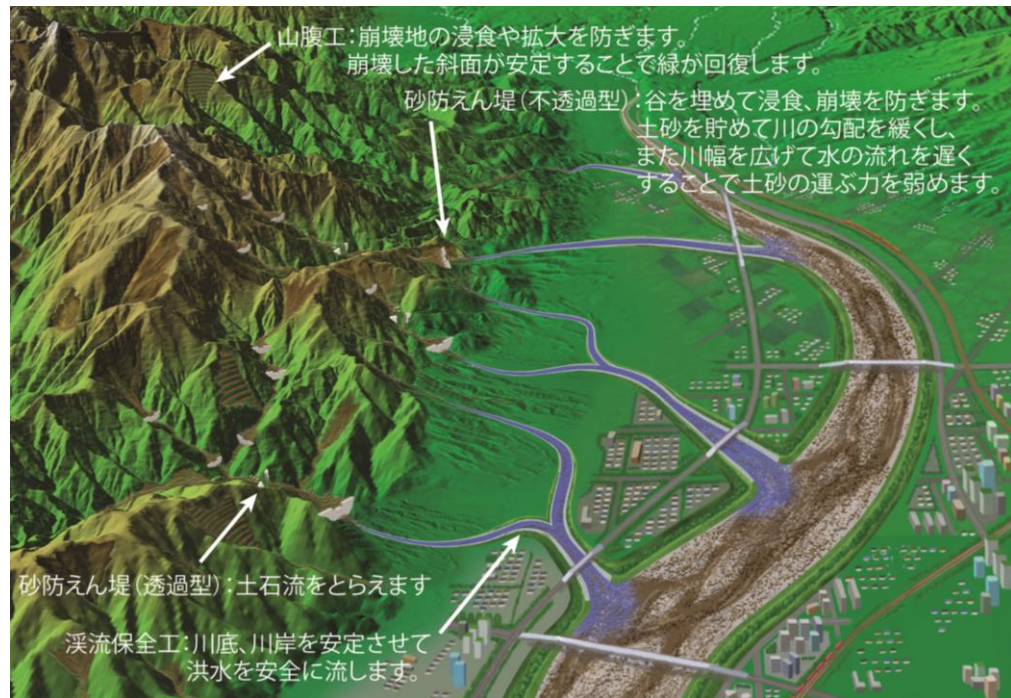 山腹工：崩壊地の浸食や拡大を防ぎます。
崩壊した斜面が安定することで緑が回復します。
砂防えん堤（不透過型）：谷を埋めて浸食、崩壊を防ぎます。
土砂を貯めて川の勾配を緩くし、
また川幅を広げて水の流れを遅く
することで土砂の運ぶ力を弱めます。
砂防えん堤（透過型）：土石流をとらえます
渓流保全工：川底、川岸を安定させて
洪水を安全に流します。